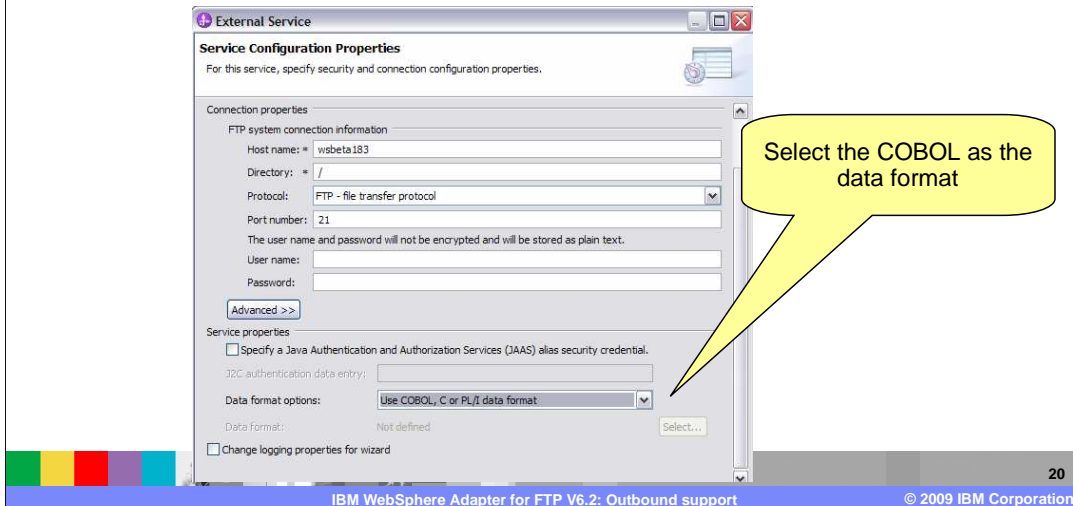 External Service
Service Configuration Properties
For this service, specify security and connection configuration properties.
Connection properties
FTP system connection information
Host name: * wsbeta183
Directory: * /
Protocol: FTP - file transfer protocol
Port number: 21
The user name and password will not be encrypted and will be stored as plain text.
User name:
Password:
Advanced >>
Service properties
Specify a Java Authentication and Authorization Services (JAAS) alias security credential.
J2C authentication data entry:
Data format options: Use COBOL, C or PL/I data format
Data format: Not defined Select...
Change logging properties for wizard
Select the COBOL as the
data format
20
IBM WebSphere Adapter for FTP V6.2: Outbound support © 2009 IBM Corporation